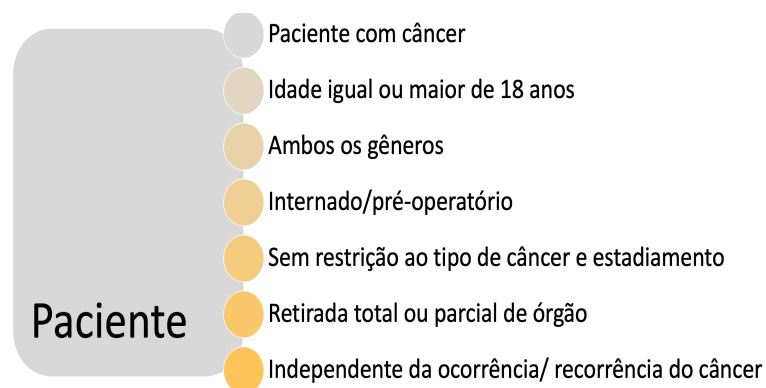 Paciente com câncer
Idade igual ou maior de 18 anos
Ambos os gêneros
Internado/pré-operatório
Sem restrição ao tipo de câncer e estadiamento
Retirada total ou parcial de órgão
Paciente
Independente da ocorrência/ recorrência do câncer